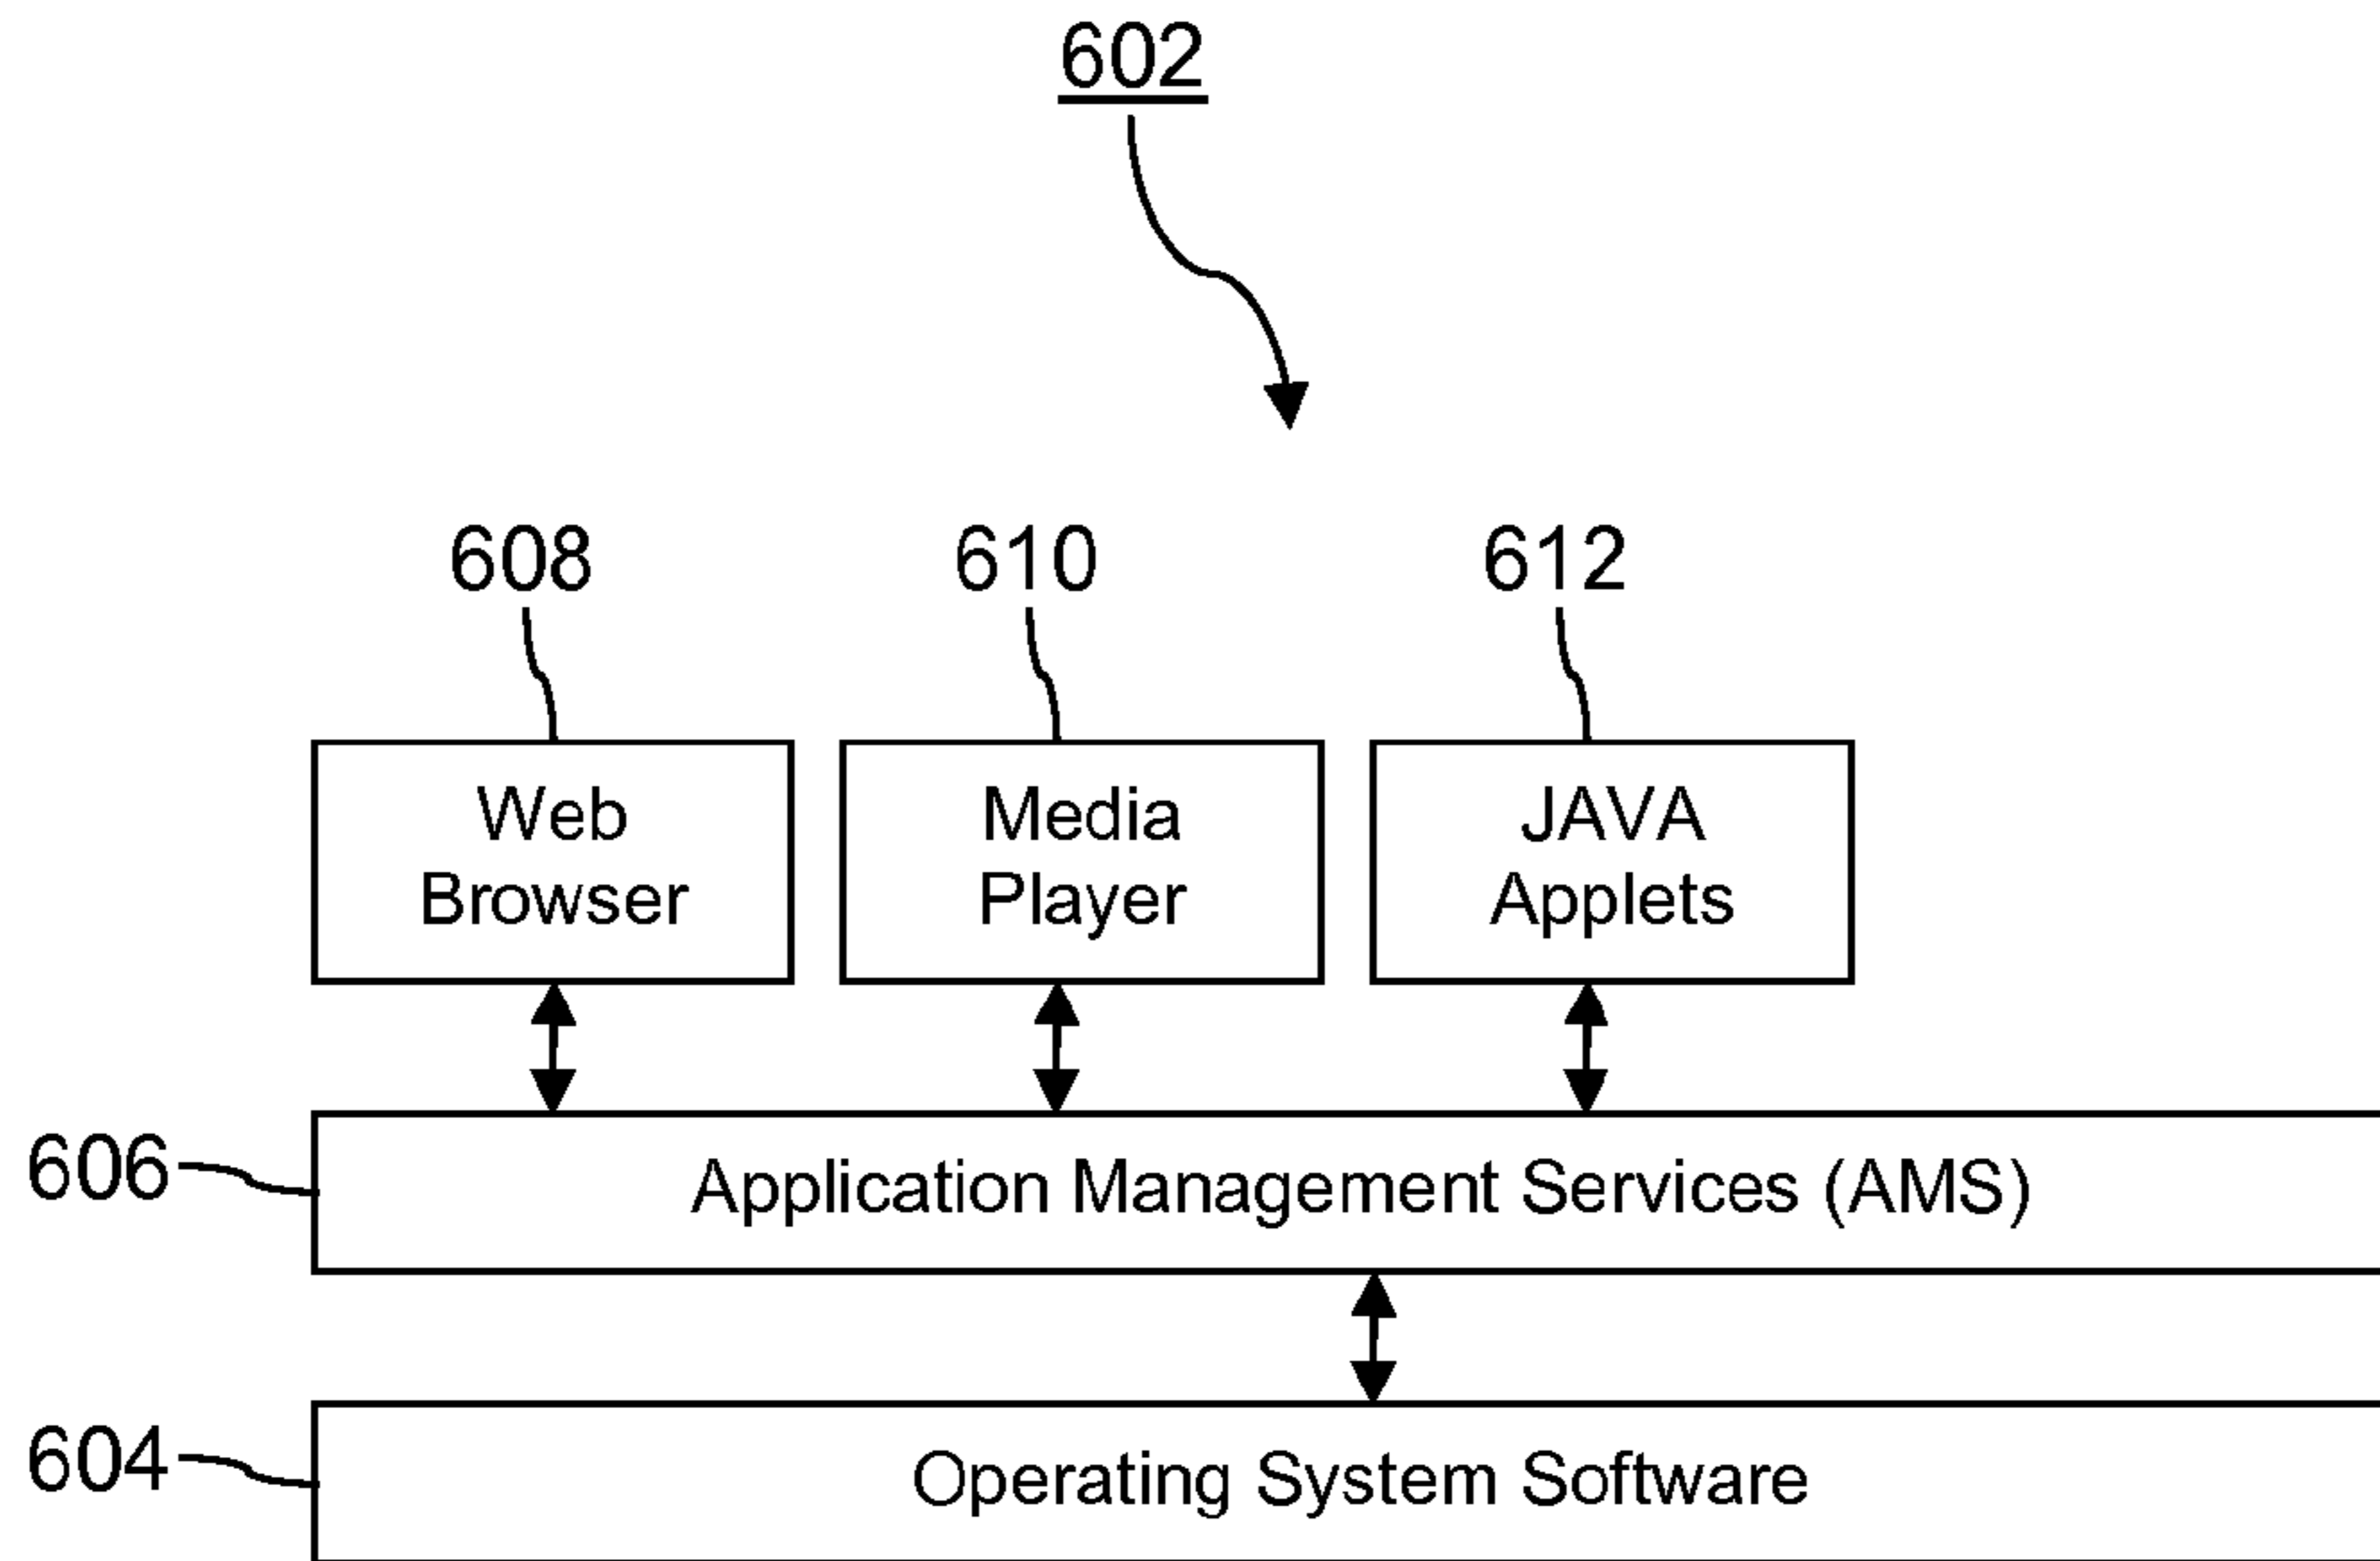 602
608 610 612
Web
Browser
Media
Player
JAVA
Applets
606
Application Management Services (AMS)
604
Operating System Software